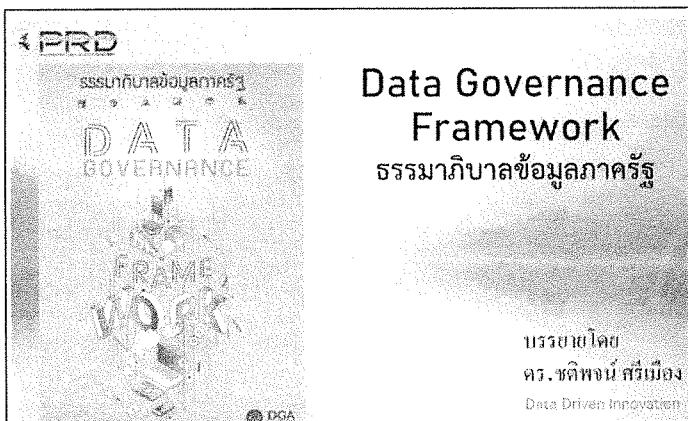 PRD
ธรรมาภิบาลข้อมูลภาครัฐ
DATA
GOVERNANCE
FRAME
WORK
DGA
Data Governance
Framework
ธรรมาภิบาลข้อมูลภาครัฐ
บรรยายโดย
ดร.ชติพจน์ ศรีเมือง
Data Driven Innovation